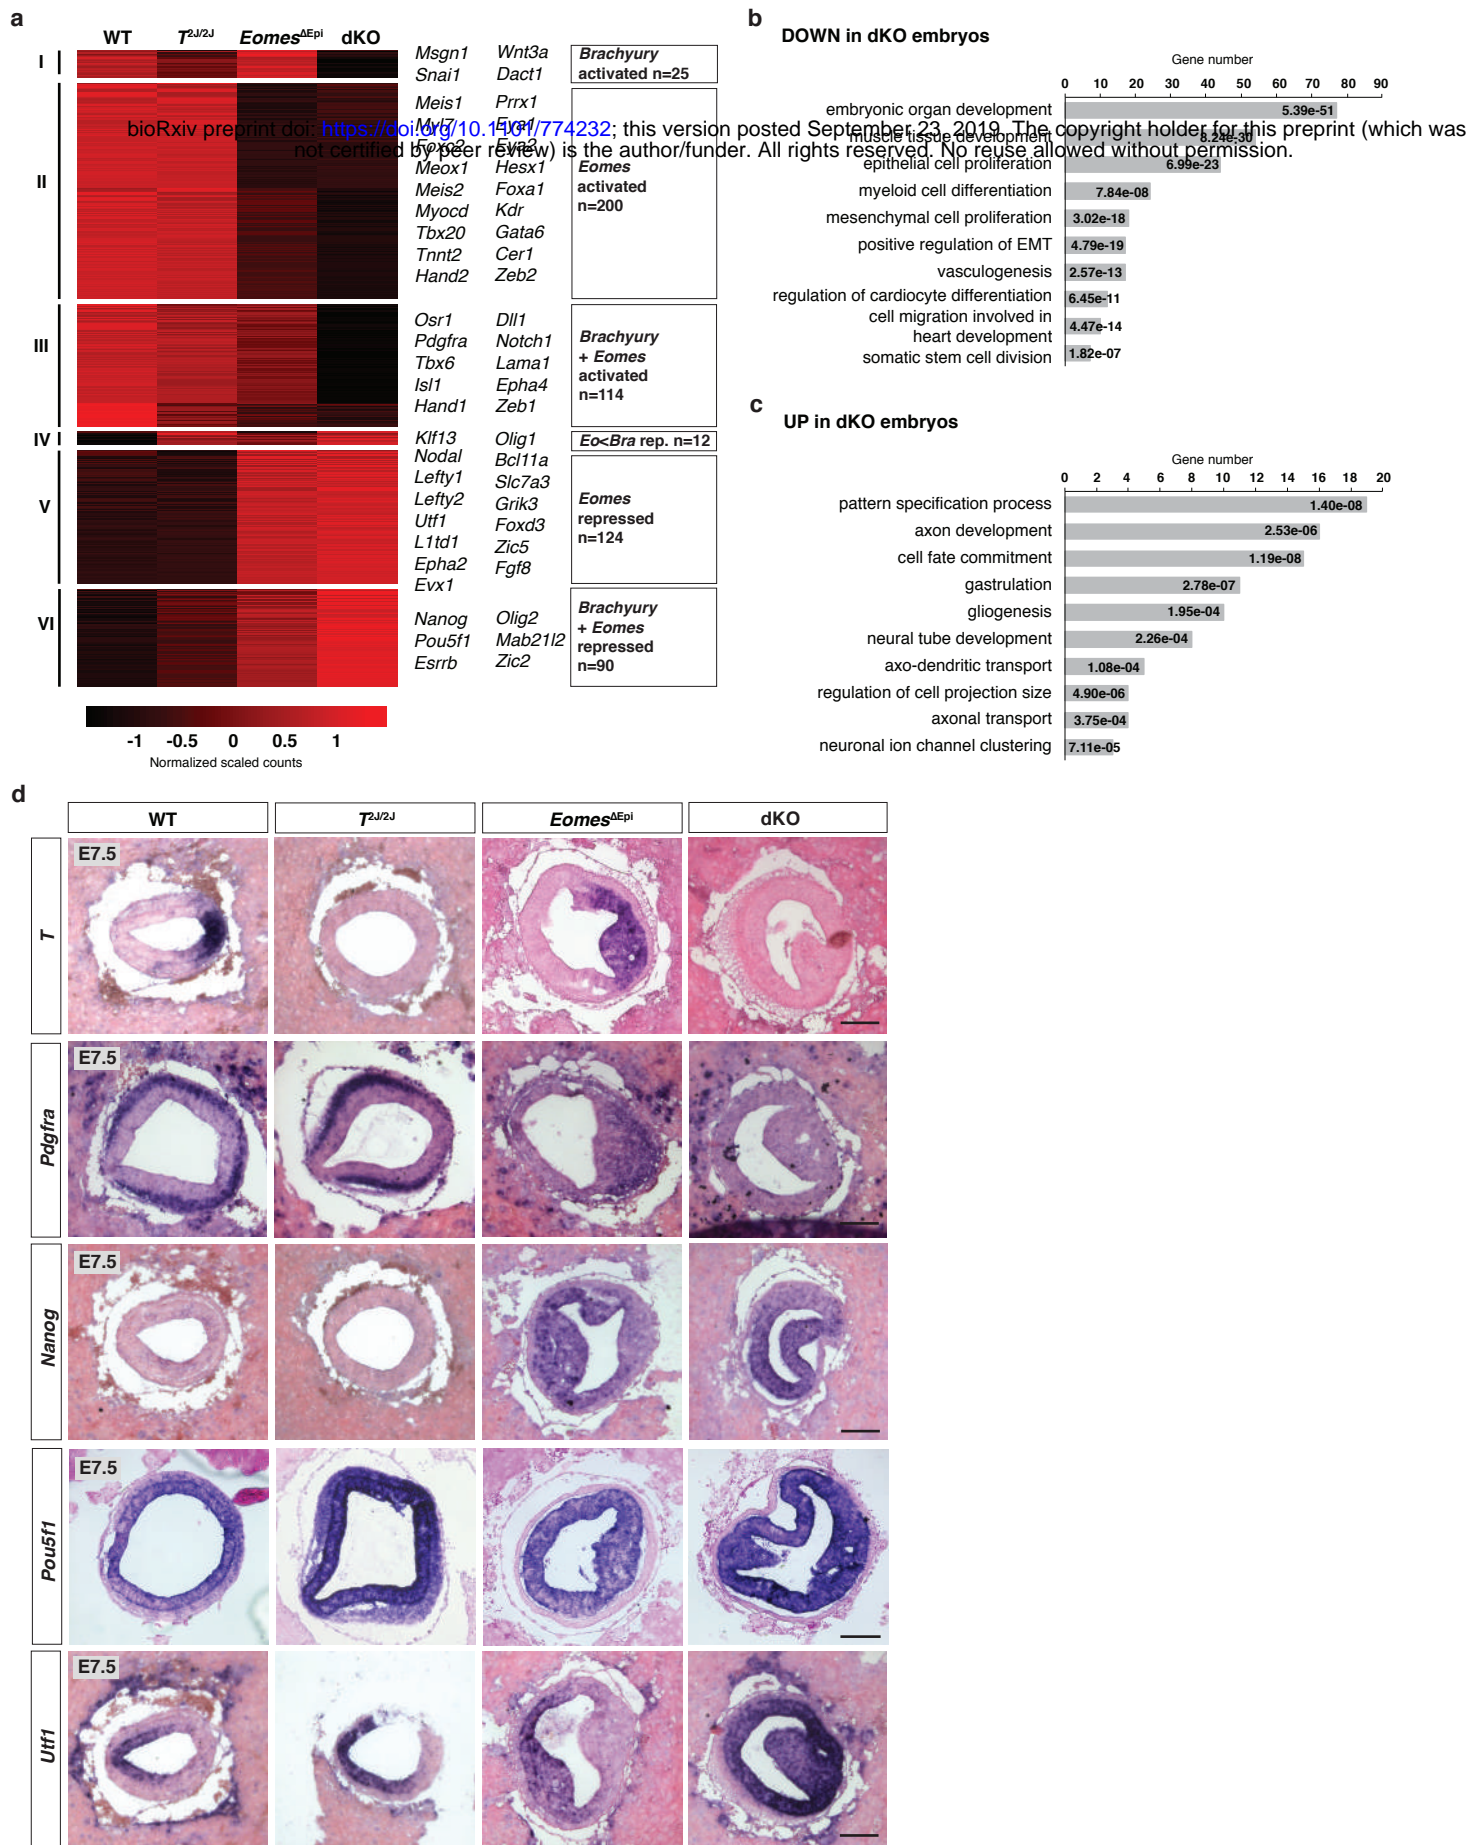 a
WT T2J/2J EomesΔEpi dKO
I
II
III
IV
V
VI
Msgn1 Wnt3a
Snai1 Dact1
Brachyury
activated n=25
Meis1 Prrx1
Myl7 Eya1
Foxc2 Eya2
Meox1 Hesx1
Meis2 Foxa1
Myocd Kdr
Tbx20 Gata6
Tnnt2 Cer1
Hand2 Zeb2
Eomes
activated
n=200
Osr1 Dll1
Pdgfra Notch1
Tbx6 Lama1
Isl1 Epha4
Hand1 Zeb1
Brachyury
+ Eomes
activated
n=114
Klf13 Olig1
Eo<Bra rep. n=12
Nodal Bcl11a
Lefty1 Slc7a3
Lefty2 Grik3
Utf1 Foxd3
L1td1 Zic5
Epha2 Fgf8
Evx1
Eomes
repressed
n=124
Nanog Olig2
Pou5f1 Mab21l2
Esrrb Zic2
Brachyury
+ Eomes
repressed
n=90
-1 -0.5 0 0.5 1
Normalized scaled counts
bioRxiv preprint doi: https://doi.org/10.1101/774232; this version posted September 23, 2019. The copyright holder for this preprint (which was
not certified by peer review) is the author/funder. All rights reserved. No reuse allowed without permission.
b
DOWN in dKO embryos
Gene number
0 10 20 30 40 50 60 70 80 90
embryonic organ development 5.39e-51
muscle tissue development 8.24e-30
epithelial cell proliferation 6.99e-23
myeloid cell differentiation 7.84e-08
mesenchymal cell proliferation 3.02e-18
positive regulation of EMT 4.79e-19
vasculogenesis 2.57e-13
regulation of cardiocyte differentiation 6.45e-11
cell migration involved in
heart development 4.47e-14
somatic stem cell division 1.82e-07
c
UP in dKO embryos
Gene number
0 2 4 6 8 10 12 14 16 18 20
pattern specification process 1.40e-08
axon development 2.53e-06
cell fate commitment 1.19e-08
gastrulation 2.78e-07
gliogenesis 1.95e-04
neural tube development 2.26e-04
axo-dendritic transport 1.08e-04
regulation of cell projection size 4.90e-06
axonal transport 3.75e-04
neuronal ion channel clustering 7.11e-05
d
WT T2J/2J EomesΔEpi dKO
T
E7.5
Pdgfra
E7.5
Nanog
E7.5
Pou5f1
E7.5
Utf1
E7.5